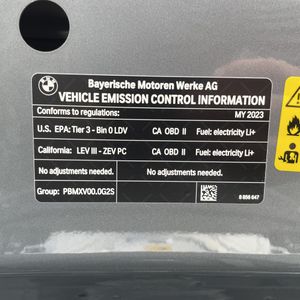 BMW
Bayerische Motoren Werke AG
VEHICLE EMISSION CONTROL INFORMATION
Conforms to regulations: MY 2023
U.S. EPA: Tier 3 - Bin 0 LDV CA OBD II Fuel: electricity Li+
California: LEV III - ZEV PC CA OBD II Fuel: electricity Li+
No adjustments needed. No adjustments needed.
Group: PBMXV00.0G2S 8 856 647